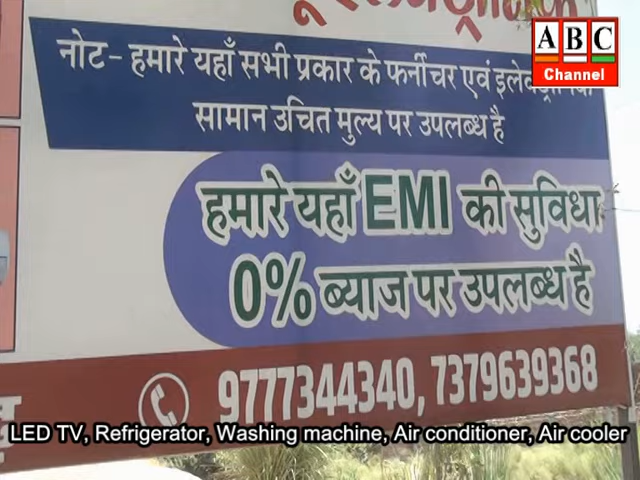 ABC
Channel
नोट- हमारे यहाँ सभी प्रकार के फर्नीचर एवं
सामान उचित मुल्य पर उपलब्ध है
हमारे यहाँ EMI की सुविधा
0% ब्याज पर उपलब्ध है
9777344340, 7379639368
LED TV, Refrigerator, Washing machine, Air conditioner, Air cooler